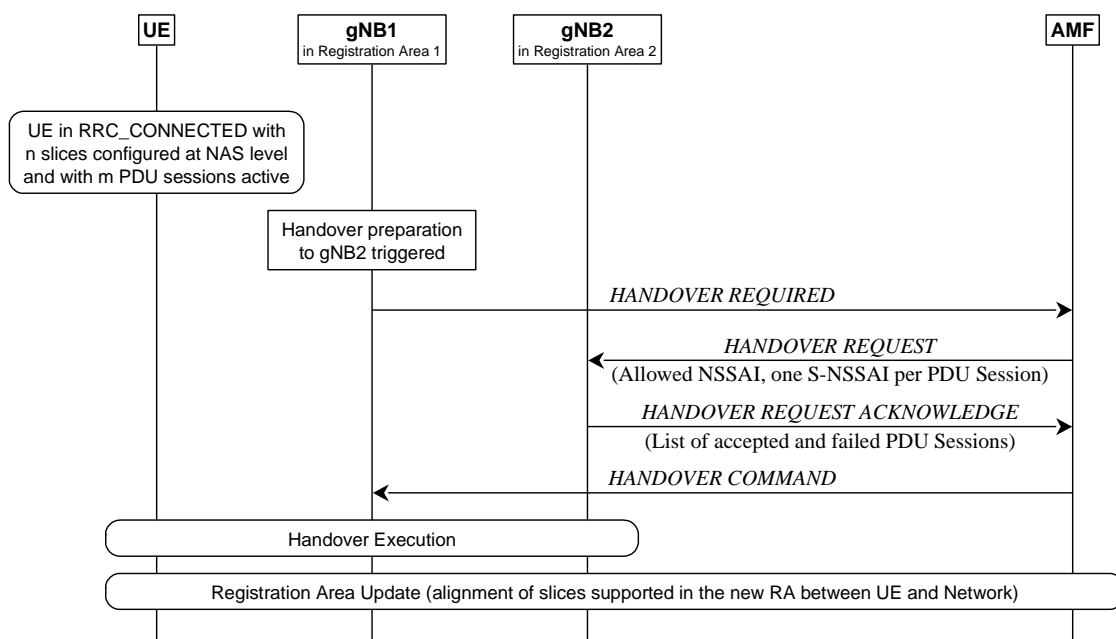 UE
gNB1
in Registration Area 1
gNB2
in Registration Area 2
AMF
UE in RRC_CONNECTED with
n slices configured at NAS level
and with m PDU sessions active
Handover preparation
to gNB2 triggered
HANDOVER REQUIRED
HANDOVER REQUEST
(Allowed NSSAI, one S-NSSAI per PDU Session)
HANDOVER REQUEST ACKNOWLEDGE
(List of accepted and failed PDU Sessions)
HANDOVER COMMAND
Handover Execution
Registration Area Update (alignment of slices supported in the new RA between UE and Network)